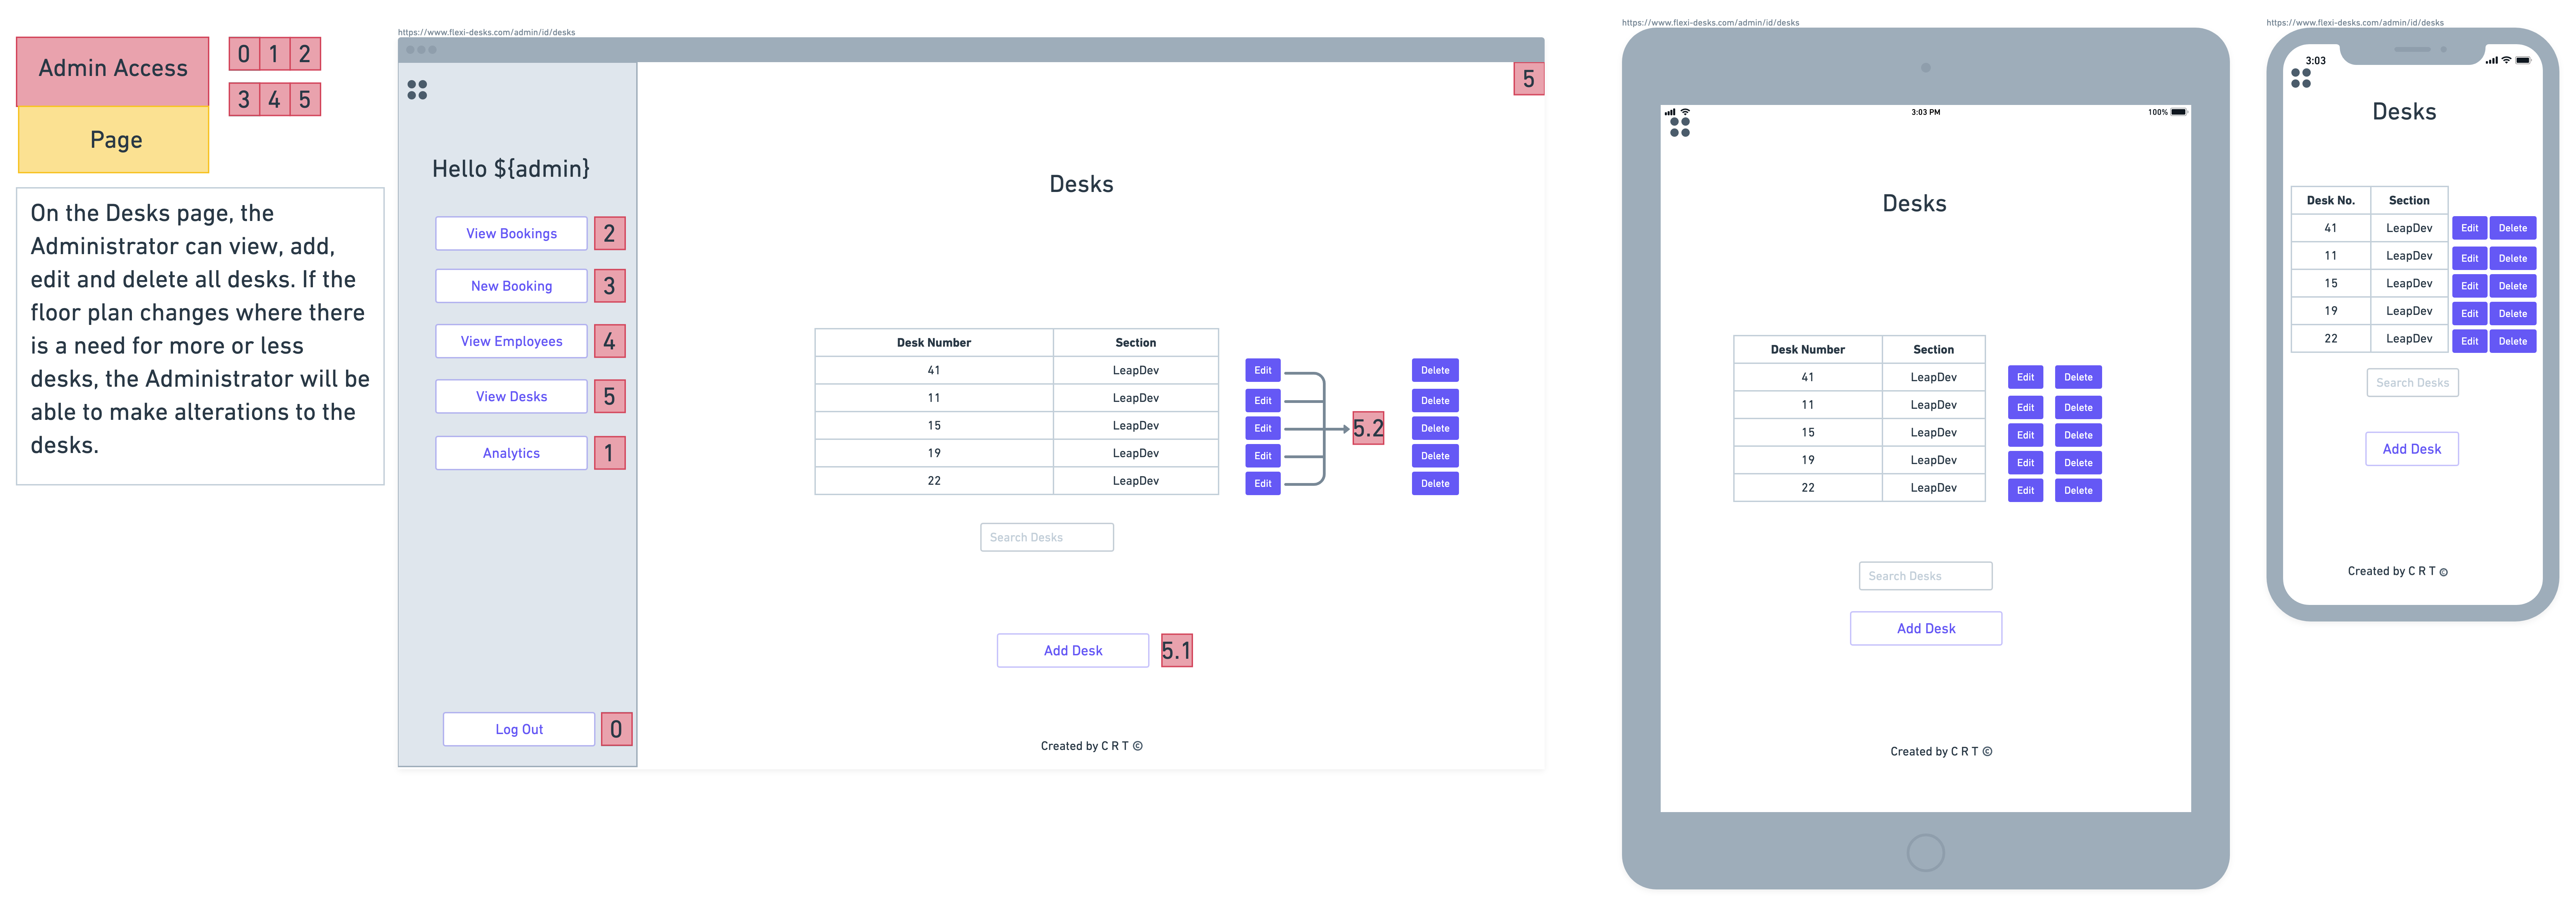 Admin Access
0 1 2
3 4 5
Page
On the Desks page, the
Administrator can view, add,
edit and delete all desks. If the
floor plan changes where there
is a need for more or less
desks, the Administrator will be
able to make alterations to the
desks.
https://www.flexi-desks.com/admin/id/desks
5
Hello ${admin}
View Bookings 2
New Booking 3
View Employees 4
View Desks 5
Analytics 1
Log Out 0
Desks
Desk Number Section
41 LeapDev Edit Delete
11 LeapDev Edit Delete
15 LeapDev Edit 5.2 Delete
19 LeapDev Edit Delete
22 LeapDev Edit Delete
Search Desks
Add Desk 5.1
Created by C R T ©
https://www.flexi-desks.com/admin/id/desks
3:03 PM 100%
Desks
Desk Number Section
41 LeapDev Edit Delete
11 LeapDev Edit Delete
15 LeapDev Edit Delete
19 LeapDev Edit Delete
22 LeapDev Edit Delete
Search Desks
Add Desk
Created by C R T ©
https://www.flexi-desks.com/admin/id/desks
3:03
Desks
Desk No. Section
41 LeapDev Edit Delete
11 LeapDev Edit Delete
15 LeapDev Edit Delete
19 LeapDev Edit Delete
22 LeapDev Edit Delete
Search Desks
Add Desk
Created by C R T ©